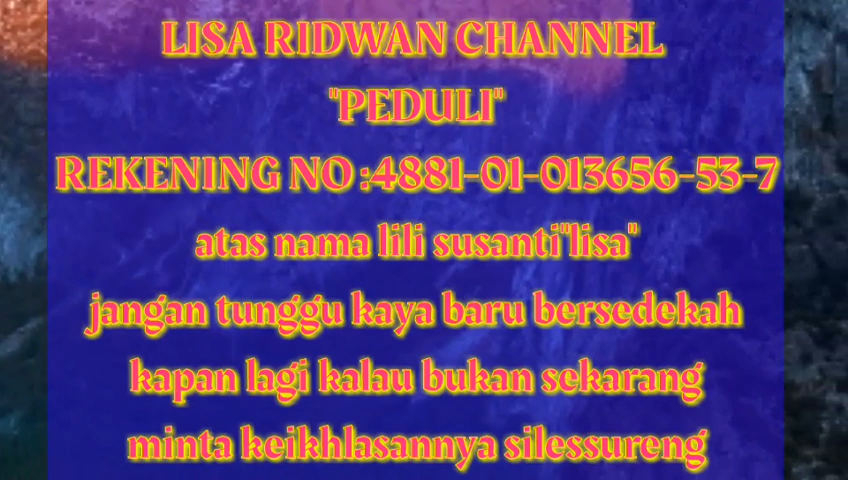 LISA RIDWAN CHANNEL
"PEDULI"
REKENING NO :4881-01-013656-53-7
atas nama lili susanti"lisa"
jangan tunggu kaya baru bersedekah
kapan lagi kalau bukan sekarang
minta keikhlasannya silessureng